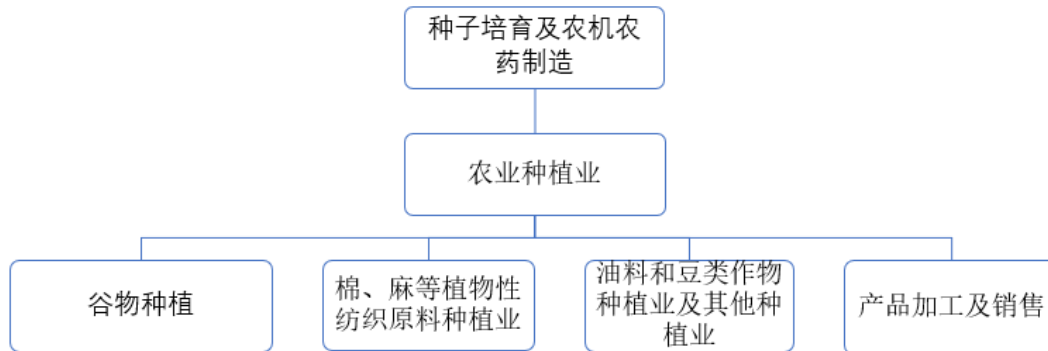 种子培育及农机农
药制造
农业种植业
谷物种植
棉、麻等植物性
纺织原料种植业
油料和豆类作物
种植业及其他种
植业
产品加工及销售